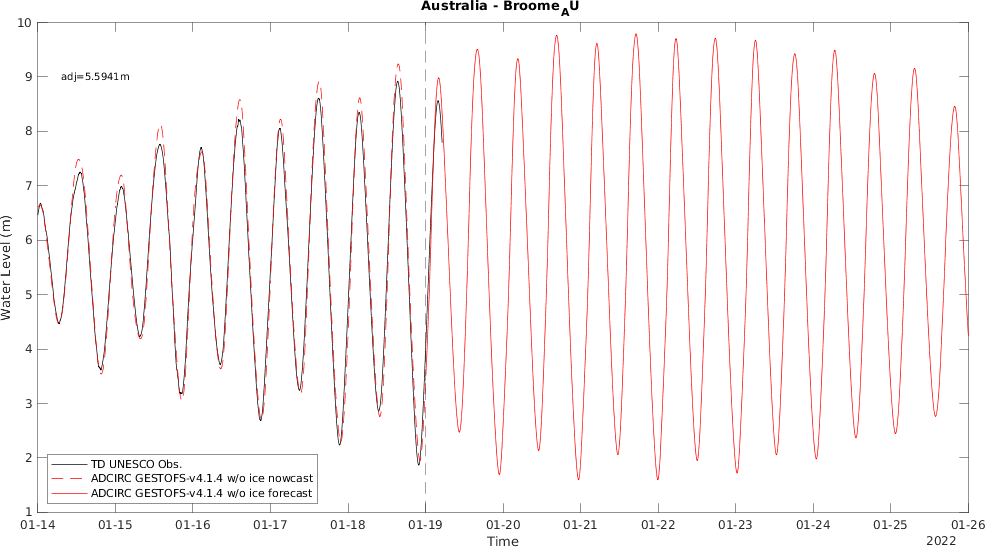 Australia - Broome_AU
10
9
8
7
6
5
4
3
2
1
Water Level (m)
adj=5.5941m
TD UNESCO Obs.
ADCIRC GESTOFS-v4.1.4 w/o ice nowcast
ADCIRC GESTOFS-v4.1.4 w/o ice forecast
01-14 01-15 01-16 01-17 01-18 01-19 01-20 01-21 01-22 01-23 01-24 01-25 01-26
Time
2022